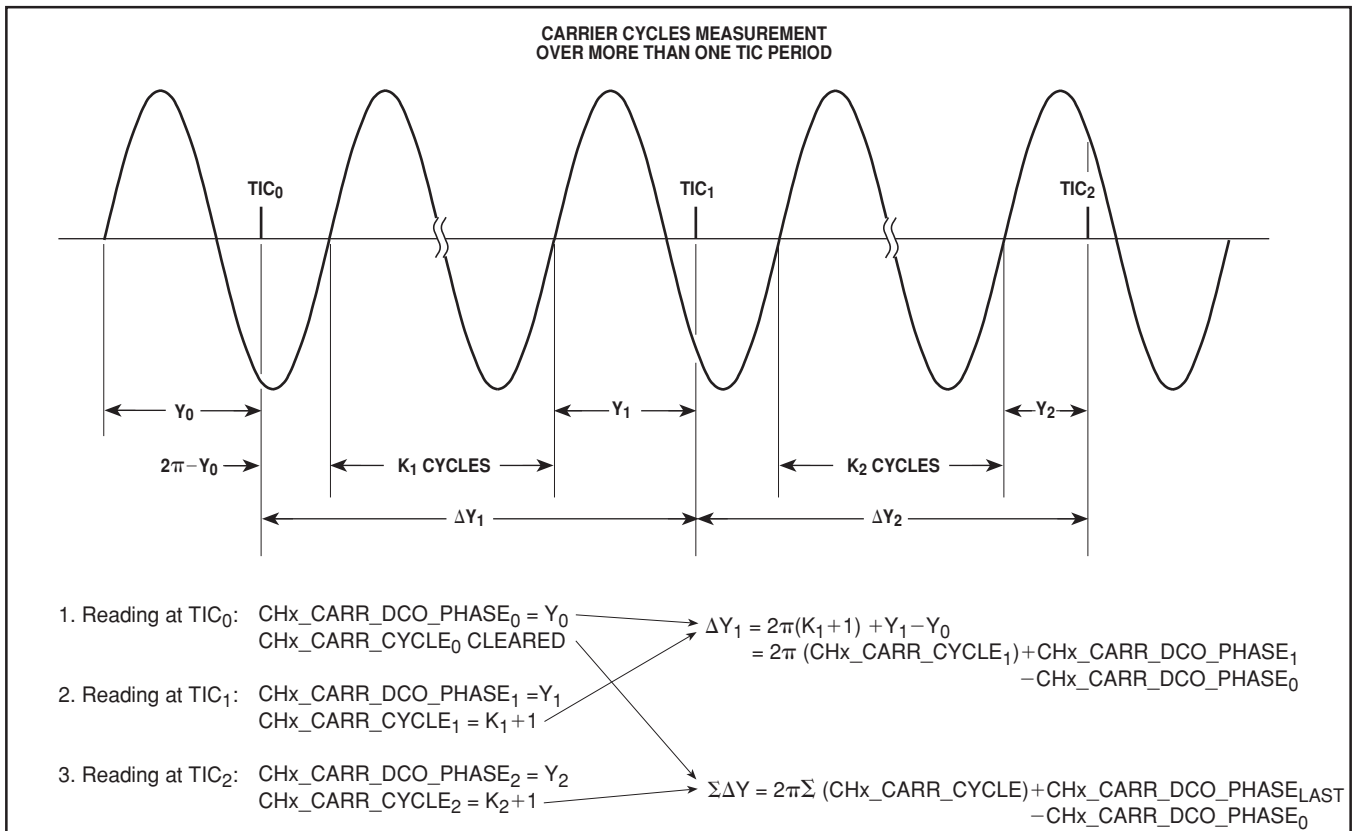 CARRIER CYCLES MEASUREMENT
OVER MORE THAN ONE TIC PERIOD
TIC₀
TIC₁
TIC₂
Y₀
Y₁
Y₂
2π−Y₀
K₁ CYCLES
K₂ CYCLES
ΔY₁
ΔY₂
1. Reading at TIC₀: CHx_CARR_DCO_PHASE₀ = Y₀
CHx_CARR_CYCLE₀ CLEARED
2. Reading at TIC₁: CHx_CARR_DCO_PHASE₁ =Y₁
CHx_CARR_CYCLE₁ = K₁+1
3. Reading at TIC₂: CHx_CARR_DCO_PHASE₂ = Y₂
CHx_CARR_CYCLE₂ = K₂+1
ΔY₁ = 2π(K₁+1) +Y₁−Y₀
= 2π (CHx_CARR_CYCLE₁)+CHx_CARR_DCO_PHASE₁
−CHx_CARR_DCO_PHASE₀
ΣΔY = 2πΣ (CHx_CARR_CYCLE)+CHx_CARR_DCO_PHASE_LAST
−CHx_CARR_DCO_PHASE₀